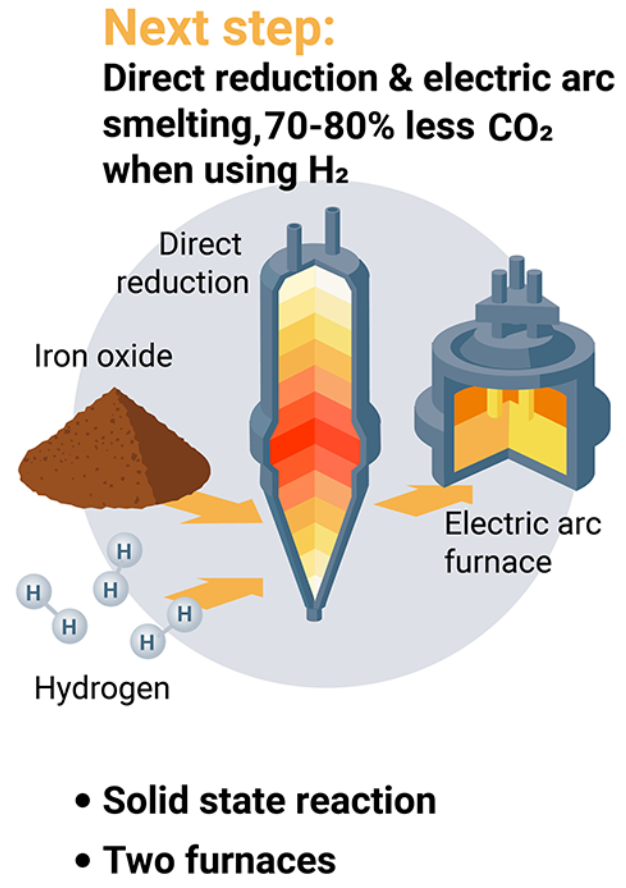 Next step:
Direct reduction & electric arc
smelting,70-80% less CO₂
when using H₂
Direct
reduction
Iron oxide
Electric arc
furnace
H
H
H
H
H
H
Hydrogen
• Solid state reaction
• Two furnaces